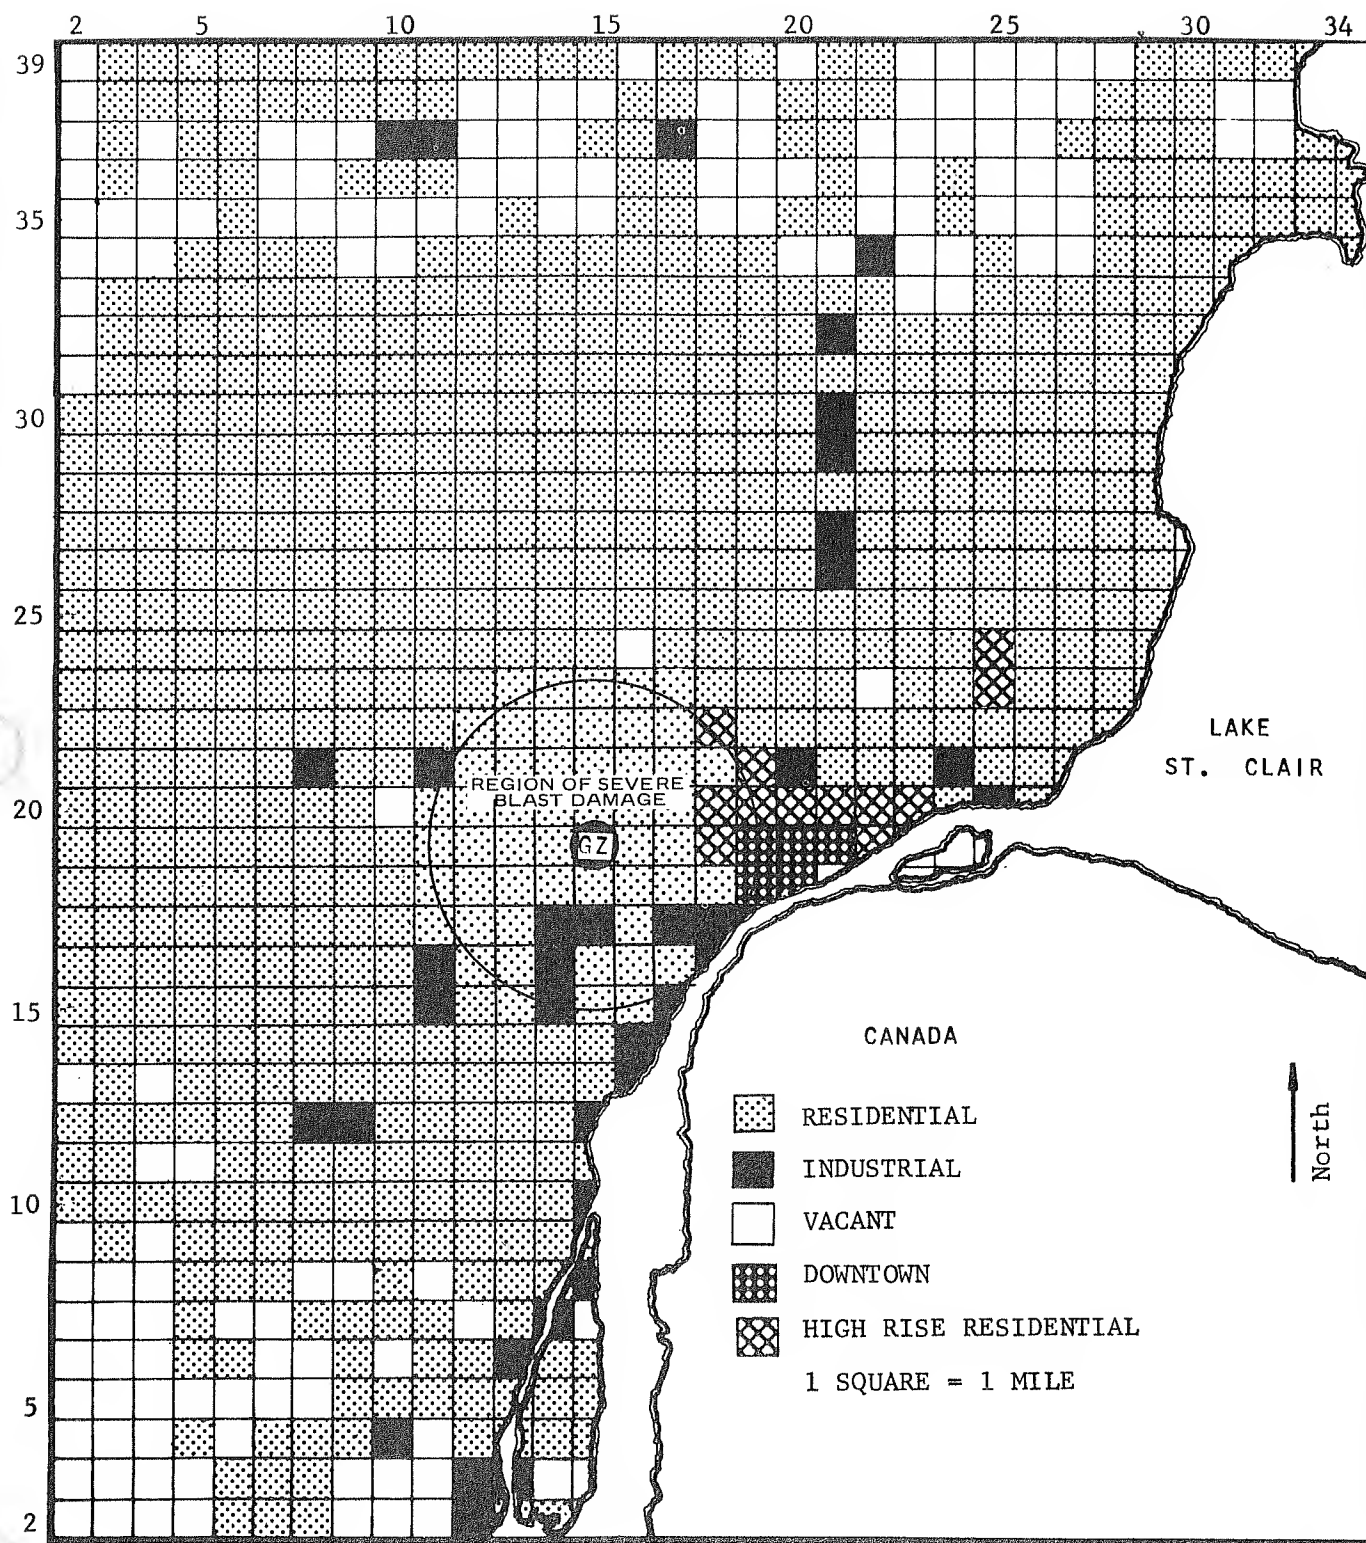 2 5 10 15 20 25 30 34
39
35
30
25
20
15
10
5
2
REGION OF SEVERE
BLAST DAMAGE
GZ
LAKE
ST. CLAIR
CANADA
North
RESIDENTIAL
INDUSTRIAL
VACANT
DOWNTOWN
HIGH RISE RESIDENTIAL
1 SQUARE = 1 MILE